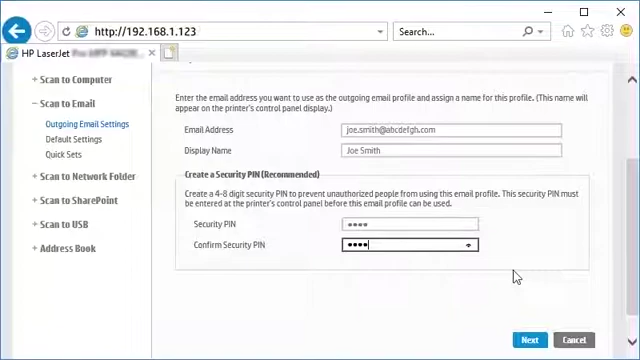 http://192.168.1.123
Search...
HP LaserJet
Scan to Computer
Scan to Email
Outgoing Email Settings
Default Settings
Quick Sets
Scan to Network Folder
Scan to SharePoint
Scan to USB
Address Book
Enter the email address you want to use as the outgoing email profile and assign a name for this profile. (This name will
appear on the printer's control panel display.)
Email Address
joe.smith@abcdefgh.com
Display Name
Joe Smith
Create a Security PIN (Recommended)
Create a 4-8 digit security PIN to prevent unauthorized people from using this email profile. This security PIN must
be entered at the printer's control panel before this email profile can be used.
Security PIN
Confirm Security PIN
Next
Cancel